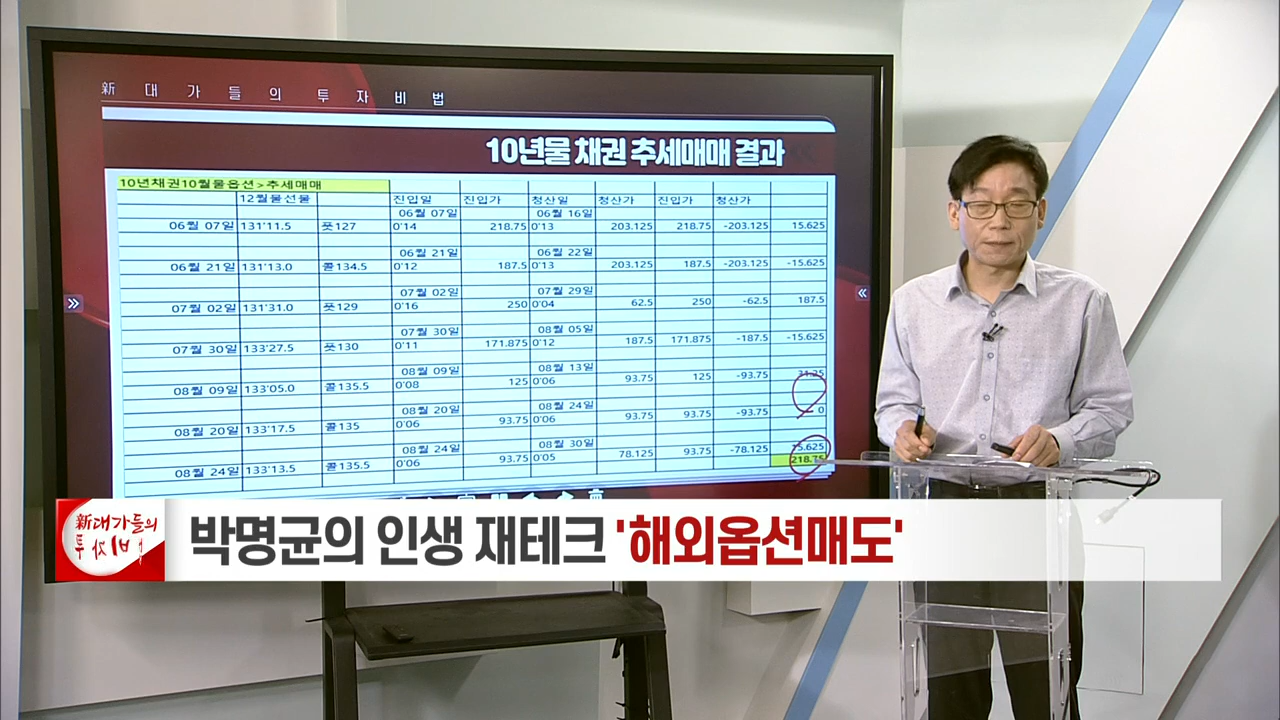 新 대 가 들 의 투 자 비 법
10년물 채권 추세매매 결과
10년채권10월물옵션>추세매매
12월물선물 진입일 진입가 청산일 청산가 진입가 청산가
06월 07일 06월 16일
06월 07일 131'11.5 풋127 0'14 218.75 0'13 203.125 218.75 -203.125 15.625
06월 21일 06월 22일
06월 21일 131'13.0 콜134.5 0'12 187.5 0'13 203.125 187.5 -203.125 -15.625
07월 02일 07월 29일
07월 02일 131'31.0 풋129 0'16 250 0'04 62.5 250 -62.5 187.5
07월 30일 08월 05일
07월 30일 133'27.5 풋130 0'11 171.875 0'12 187.5 171.875 -187.5 -15.625
08월 09일 08월 13일
08월 09일 133'05.0 콜135.5 0'08 125 0'06 93.75 125 -93.75 31.25
08월 20일 08월 24일
08월 20일 133'17.5 콜135 0'06 93.75 0'06 93.75 93.75 -93.75 0
08월 24일 08월 30일
08월 24일 133'13.5 콜135.5 0'06 93.75 0'05 78.125 93.75 -78.125 15.625
218.75
新대가들의
투자비법
박명균의 인생 재테크 '해외옵션매도'